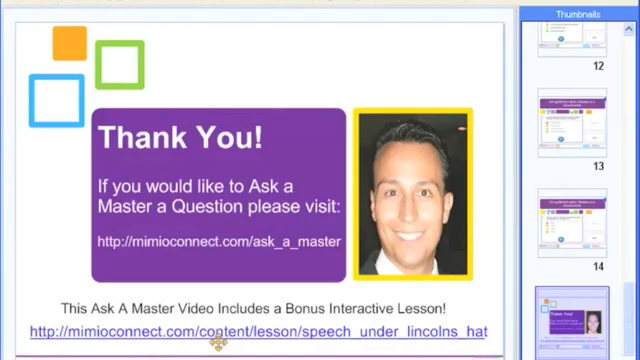 Thumbnails
12
13
14
Thank You!
If you would like to Ask a
Master a Question please visit:
http://mimioconnect.com/ask_a_master
This Ask A Master Video Includes a Bonus Interactive Lesson!
http://mimioconnect.com/content/lesson/speech_under_lincolns_hat